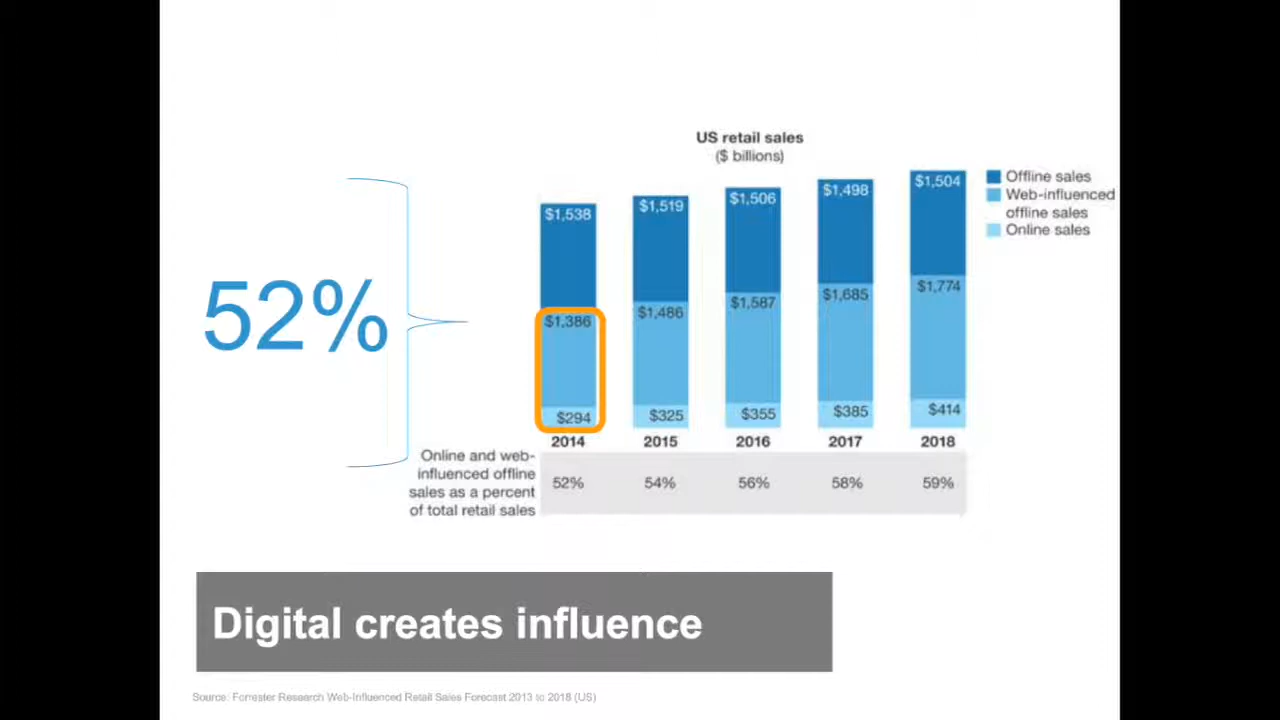 US retail sales
($ billions)
Offline sales
Web-influenced
offline sales
Online sales
$1,538
$1,519
$1,506
$1,498
$1,504
52%
$1,386
$1,486
$1,587
$1,685
$1,774
$294
$325
$355
$385
$414
2014
2015
2016
2017
2018
Online and web-
influenced offline
sales as a percent
of total retail sales
52%
54%
56%
58%
59%
Digital creates influence
Source: Forrester Research Web-Influenced Retail Sales Forecast 2013 to 2018 (US)